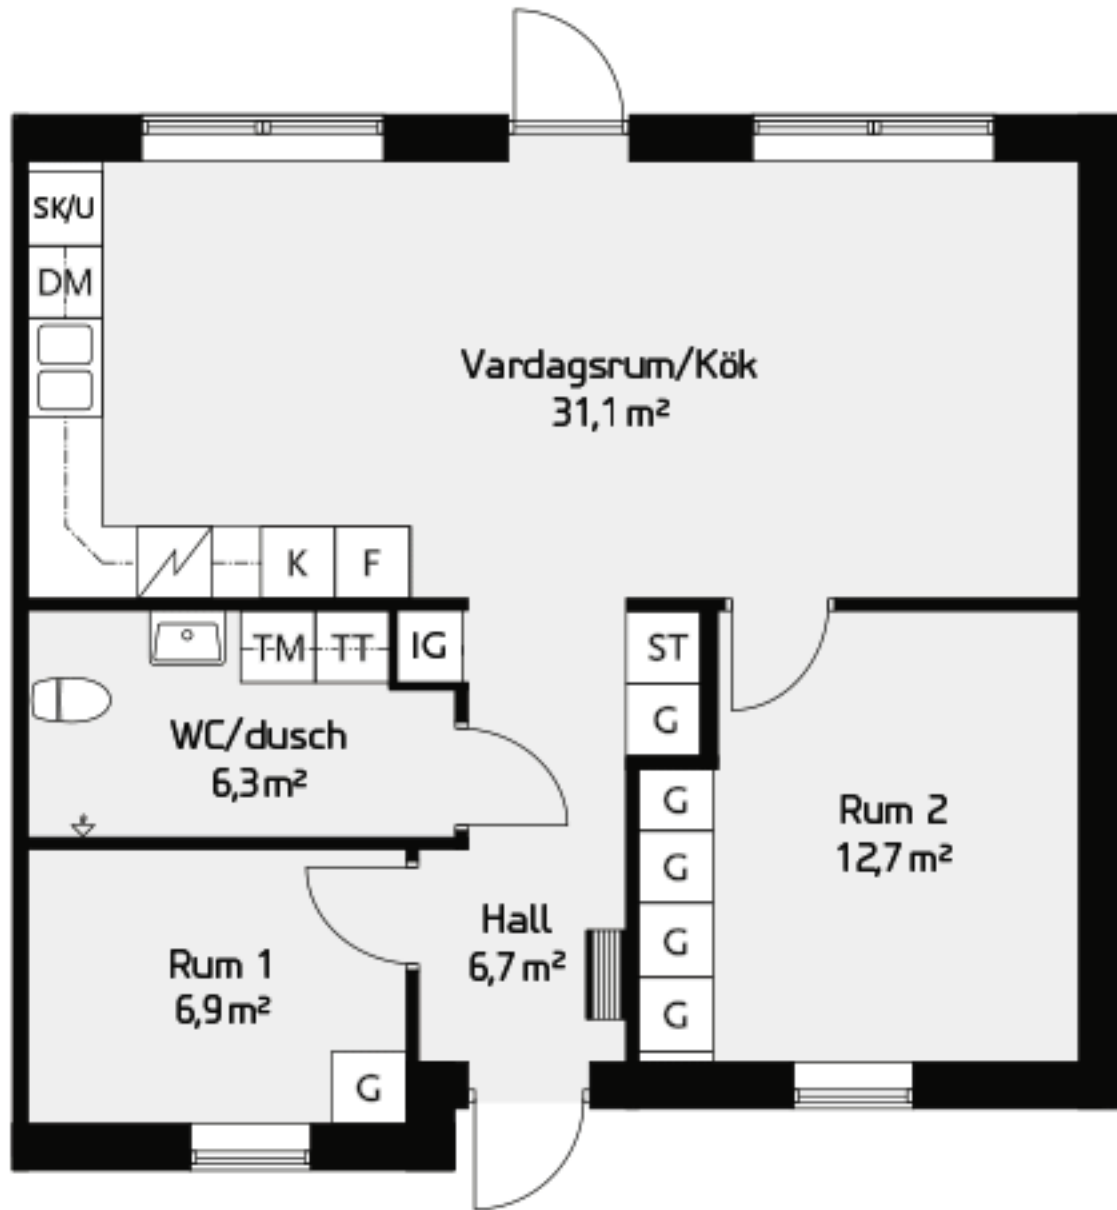 SK/U
DM
Vardagsrum/Kök
31,1 m²
K
F
TM
TT
IG
ST
G
WC/dusch
6,3 m²
G
G
G
G
Rum 2
12,7 m²
Hall
6,7 m²
Rum 1
6,9 m²
G